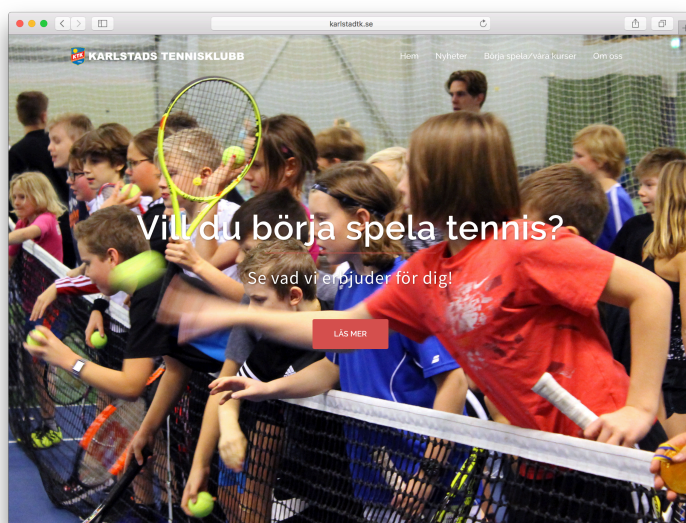 karlstadtk.se
KTK KARLSTADS TENNISKLUBB
Hem Nyheter Börja spela/våra kurser Om oss
Vill du börja spela tennis?
Se vad vi erbjuder för dig!
LÄS MER